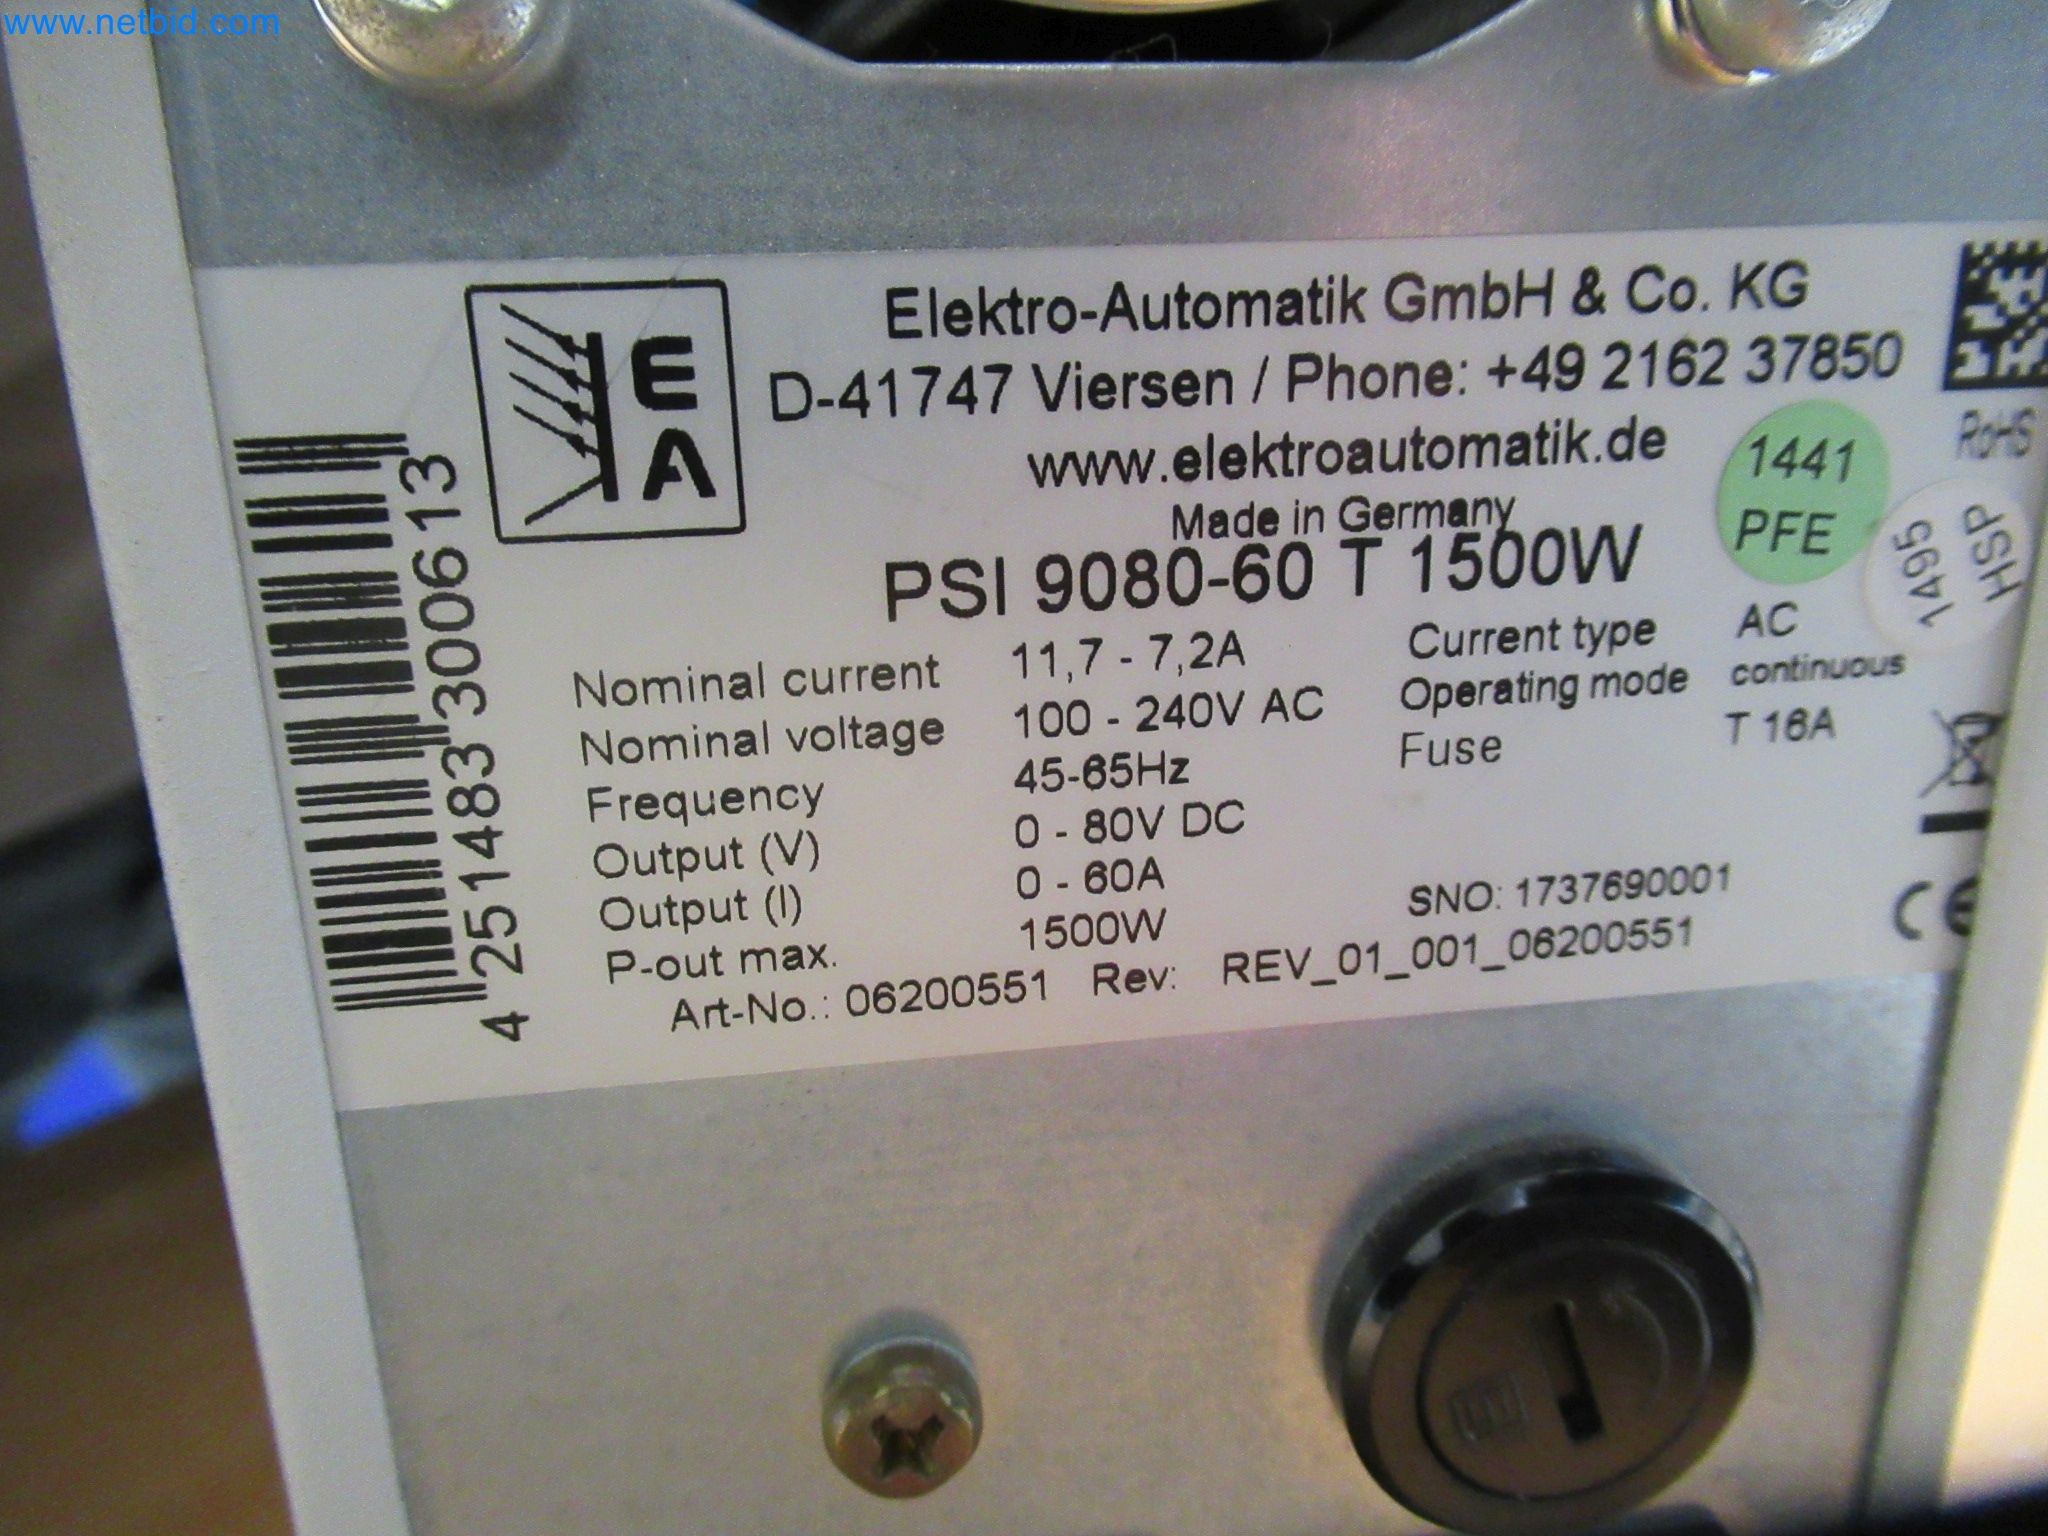 www.netbid.com
EA
Elektro-Automatik GmbH & Co. KG
D-41747 Viersen / Phone: +49 2162 37850
www.elektroautomatik.de
Made in Germany
PSI 9080-60 T 1500W
RoHS
1441
PFE
1495
HSP
Nominal current 11,7 - 7,2A Current type AC
Nominal voltage 100 - 240V AC Operating mode continuous
Frequency 45-65Hz Fuse T 16A
Output (V) 0 - 80V DC
Output (I) 0 - 60A SNO: 1737690001
P-out max. 1500W
Art-No.: 06200551 Rev: REV_01_001_06200551
4 251483 300613
CE